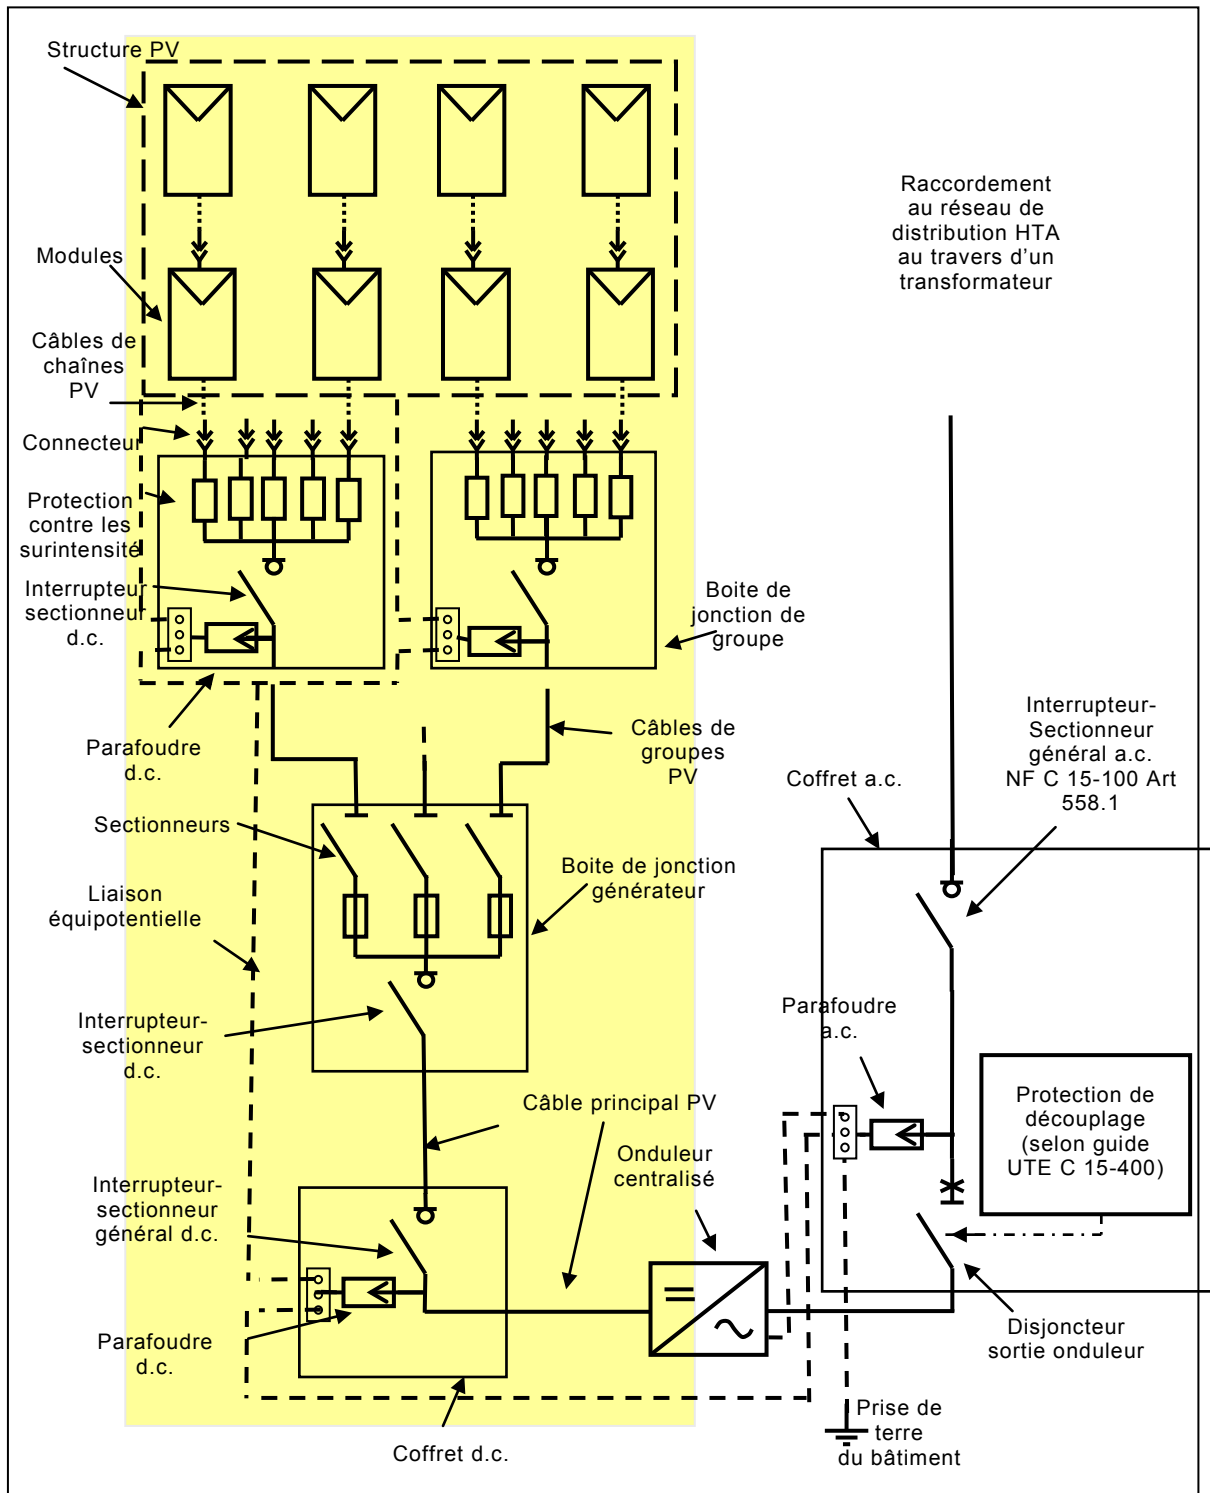 Structure PV
Raccordement
au réseau de
distribution HTA
au travers d'un
transformateur
Modules
Câbles de
chaînes
PV
Connecteur
Protection
contre les
surintensité
Interrupteur
sectionneur
d.c.
Boite de
jonction de
groupe
Parafoudre
d.c.
Câbles de
groupes
PV
Interrupteur-
Sectionneur
général a.c.
NF C 15-100 Art
558.1
Coffret a.c.
Sectionneurs
Boite de jonction
générateur
Liaison
équipotentielle
Interrupteur-
sectionneur
d.c.
Parafoudre
a.c.
Protection de
découplage
(selon guide
UTE C 15-400)
Câble principal PV
Onduleur
centralisé
Interrupteur-
sectionneur
général d.c.
Parafoudre
d.c.
Disjoncteur
sortie onduleur
Coffret d.c.
Prise de
terre
du bâtiment